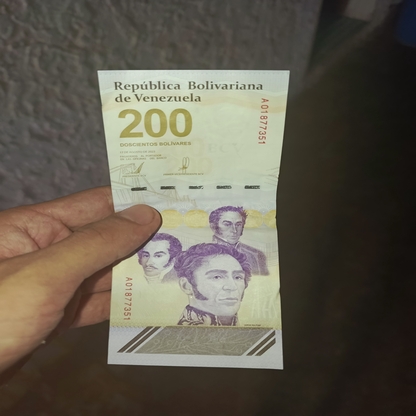 República Bolivariana
de Venezuela
200
DOSCIENTOS BOLÍVARES
A01877351
A01877351